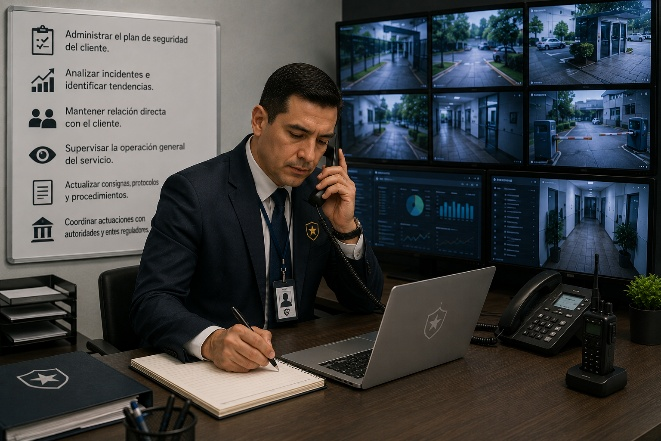 Administrar el plan de seguridad
del cliente.
Analizar incidentes e
identificar tendencias.
Mantener relación directa
con el cliente.
Supervisar la operación general
del servicio.
Actualizar consignas, protocolos
y procedimientos.
Coordinar actuaciones con
autoridades y entes reguladores.